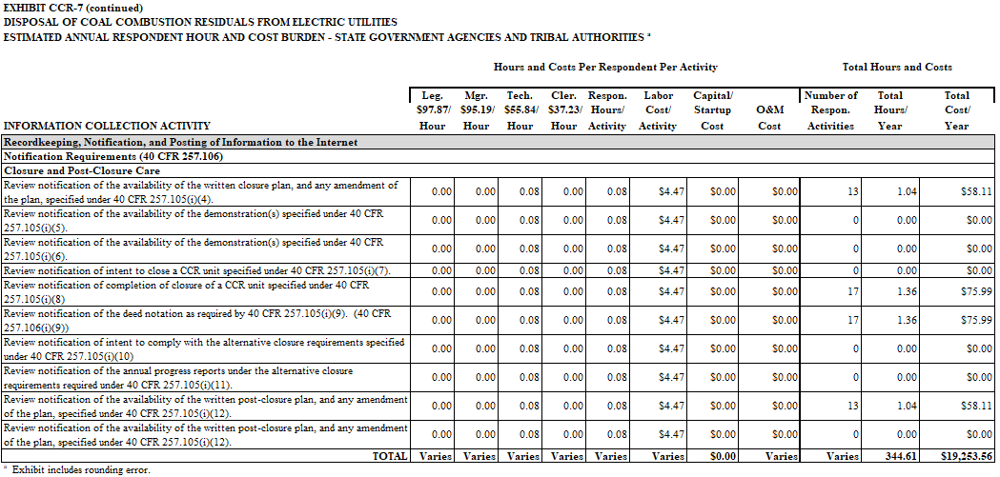 EXHIBIT CCR-7 (continued)
DISPOSAL OF COAL COMBUSTION RESIDUALS FROM ELECTRIC UTILITIES
ESTIMATED ANNUAL RESPONDENT HOUR AND COST BURDEN - STATE GOVERNMENT AGENCIES AND TRIBAL AUTHORITIES a
Hours and Costs Per Respondent Per Activity Total Hours and Costs
Leg. Mgr. Tech. Cler. Respon. Labor Capital/ Number of Total Total
$97.87/ $95.19/ $55.84/ $37.23/ Hours/ Cost/ Startup O&M Respon. Hours/ Cost/
INFORMATION COLLECTION ACTIVITY Hour Hour Hour Hour Activity Activity Cost Cost Activities Year Year
Recordkeeping, Notification, and Posting of Information to the Internet
Notification Requirements (40 CFR 257.106)
Closure and Post-Closure Care
Review notification of the availability of the written closure plan, and any amendment of
the plan, specified under 40 CFR 257.105(i)(4). 0.00 0.00 0.08 0.00 0.08 $4.47 $0.00 $0.00 13 1.04 $58.11
Review notification of the availability of the demonstration(s) specified under 40 CFR
257.105(i)(5). 0.00 0.00 0.08 0.00 0.08 $4.47 $0.00 $0.00 0 0.00 $0.00
Review notification of the availability of the demonstration(s) specified under 40 CFR
257.105(i)(6). 0.00 0.00 0.08 0.00 0.08 $4.47 $0.00 $0.00 0 0.00 $0.00
Review notification of intent to close a CCR unit specified under 40 CFR 257.105(i)(7). 0.00 0.00 0.08 0.00 0.08 $4.47 $0.00 $0.00 0 0.00 $0.00
Review notification of completion of closure of a CCR unit specified under 40 CFR
257.105(i)(8) 0.00 0.00 0.08 0.00 0.08 $4.47 $0.00 $0.00 17 1.36 $75.99
Review notification of the deed notation as required by 40 CFR 257.105(i)(9). (40 CFR
257.106(i)(9)) 0.00 0.00 0.08 0.00 0.08 $4.47 $0.00 $0.00 17 1.36 $75.99
Review notification of intent to comply with the alternative closure requirements specified
under 40 CFR 257.105(i)(10) 0.00 0.00 0.08 0.00 0.08 $4.47 $0.00 $0.00 0 0.00 $0.00
Review notification of the annual progress reports under the alternative closure
requirements required under 40 CFR 257.105(i)(11). 0.00 0.00 0.08 0.00 0.08 $4.47 $0.00 $0.00 0 0.00 $0.00
Review notification of the availability of the written post-closure plan, and any amendment
of the plan, specified under 40 CFR 257.105(i)(12). 0.00 0.00 0.08 0.00 0.08 $4.47 $0.00 $0.00 13 1.04 $58.11
Review notification of the availability of the written post-closure plan, and any amendment
of the plan, specified under 40 CFR 257.105(i)(12). 0.00 0.00 0.08 0.00 0.08 $4.47 $0.00 $0.00 0 0.00 $0.00
TOTAL Varies Varies Varies Varies Varies Varies $0.00 Varies Varies 344.61 $19,253.56
a Exhibit includes rounding error.